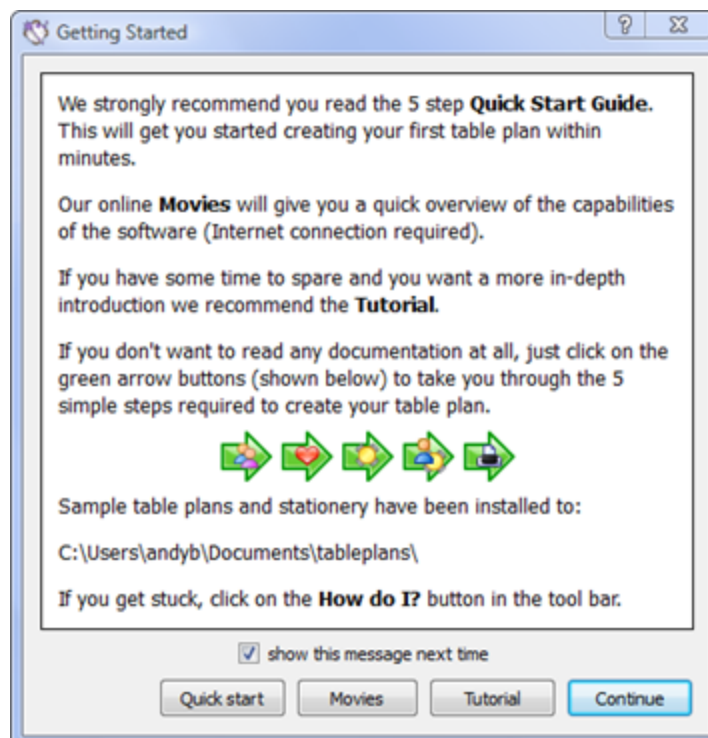 Getting Started
We strongly recommend you read the 5 step Quick Start Guide.
This will get you started creating your first table plan within
minutes.
Our online Movies will give you a quick overview of the capabilities
of the software (Internet connection required).
If you have some time to spare and you want a more in-depth
introduction we recommend the Tutorial.
If you don't want to read any documentation at all, just click on the
green arrow buttons (shown below) to take you through the 5
simple steps required to create your table plan.
Sample table plans and stationery have been installed to:
C:\Users\andyb\Documents\tableplans\
If you get stuck, click on the How do I? button in the tool bar.
show this message next time
Quick start Movies Tutorial Continue